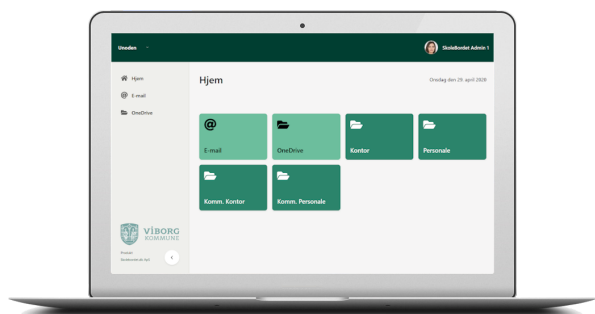 Unoden
SkoleBordet Admin 1
Hjem
E-mail
OneDrive
Hjem
Onsdag den 29. april 2020
E-mail
OneDrive
Kontor
Personale
Komm. Kontor
Komm. Personale
VIBORG
KOMMUNE